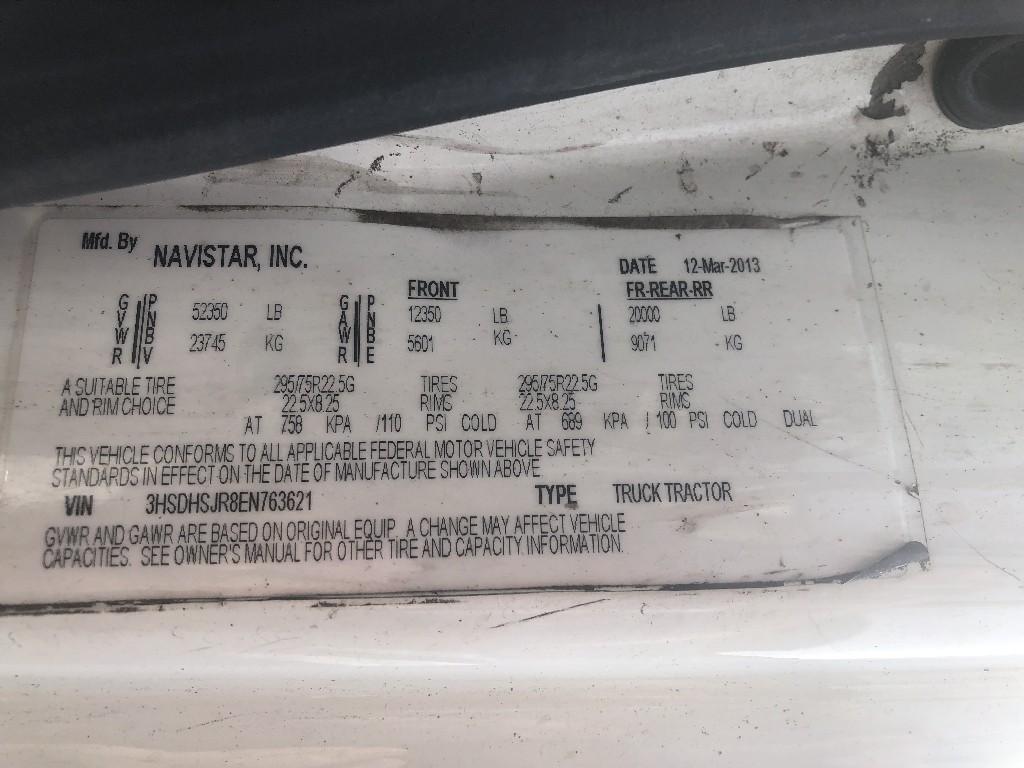 Mfd. By NAVISTAR, INC. DATE 12-Mar-2013
FRONT FR-REAR-RR
GVWR PNBV 52350 LB GAWR PNBE 12350 LB 20000 LB
23745 KG 5601 KG 9071 KG
A SUITABLE TIRE 295/75R22.5G TIRES 295/75R22.5G TIRES
AND RIM CHOICE 22.5X8.25 RIMS 22.5X8.25 RIMS
AT 758 KPA /110 PSI COLD AT 689 KPA / 100 PSI COLD DUAL
THIS VEHICLE CONFORMS TO ALL APPLICABLE FEDERAL MOTOR VEHICLE SAFETY
STANDARDS IN EFFECT ON THE DATE OF MANUFACTURE SHOWN ABOVE
VIN 3HSDHSJR8EN763621 TYPE TRUCK TRACTOR
GVWR AND GAWR ARE BASED ON ORIGINAL EQUIP. A CHANGE MAY AFFECT VEHICLE
CAPACITIES. SEE OWNER'S MANUAL FOR OTHER TIRE AND CAPACITY INFORMATION.